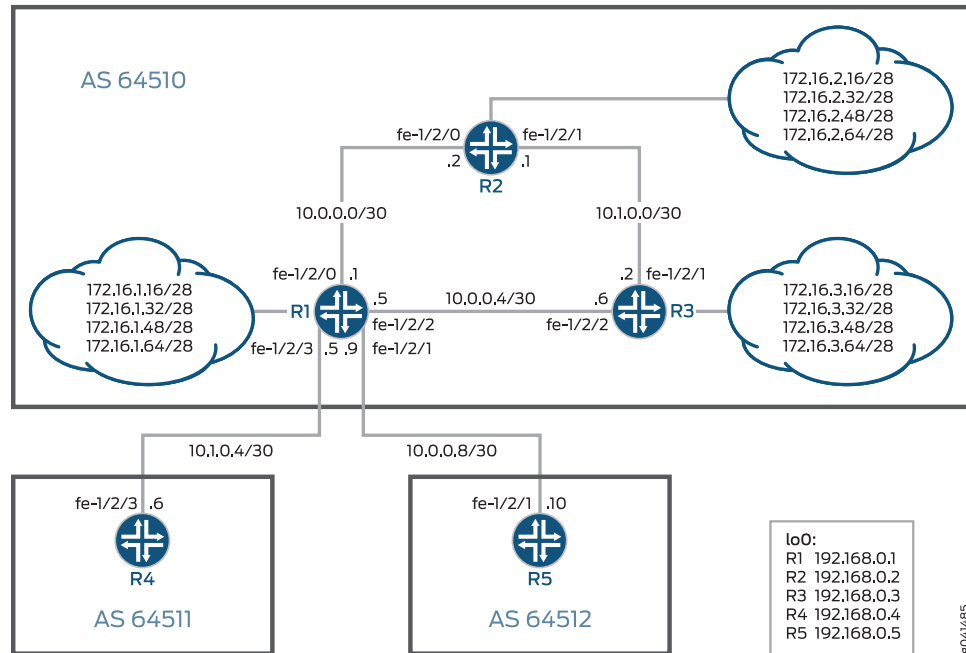 AS 64510
172.16.2.16/28
172.16.2.32/28
172.16.2.48/28
172.16.2.64/28
fe-1/2/0
fe-1/2/1
.2
.1
R2
10.0.0.0/30
10.1.0.0/30
172.16.1.16/28
172.16.1.32/28
172.16.1.48/28
172.16.1.64/28
fe-1/2/0
.1
R1
.5
fe-1/2/2
10.0.0.4/30
.2
fe-1/2/1
.6
fe-1/2/2
R3
172.16.3.16/28
172.16.3.32/28
172.16.3.48/28
172.16.3.64/28
fe-1/2/3
.5
.9
fe-1/2/1
10.1.0.4/30
10.0.0.8/30
fe-1/2/3
.6
R4
AS 64511
fe-1/2/1
.10
R5
AS 64512
lo0:
R1 192.168.0.1
R2 192.168.0.2
R3 192.168.0.3
R4 192.168.0.4
R5 192.168.0.5
g041485